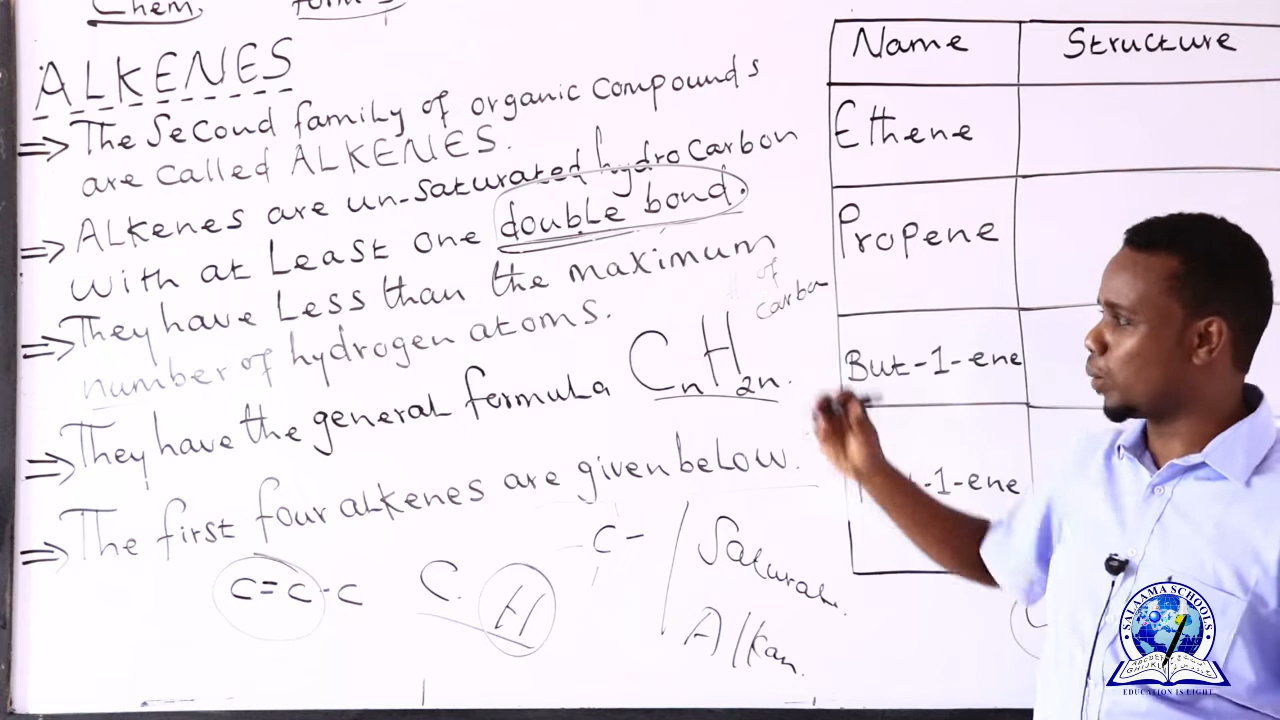 Chem. form 3
ALKENES
⇒ The Second family of organic compounds
are called ALKENES.
⇒ Alkenes are un-saturated hydrocarbon
with at Least one double bond.
⇒ They have Less than the maximum
number of hydrogen atoms.
of
carbon
⇒ They have the general formula CnH2n.
⇒ The first four alkenes are given below.
C=C-C C. H -C- Saturat.
Alkan.
Name Structure
Ethene
Propene
But-1-ene
-1-ene
SALAAMA SCHOOLS
EDUCATION IS LIGHT